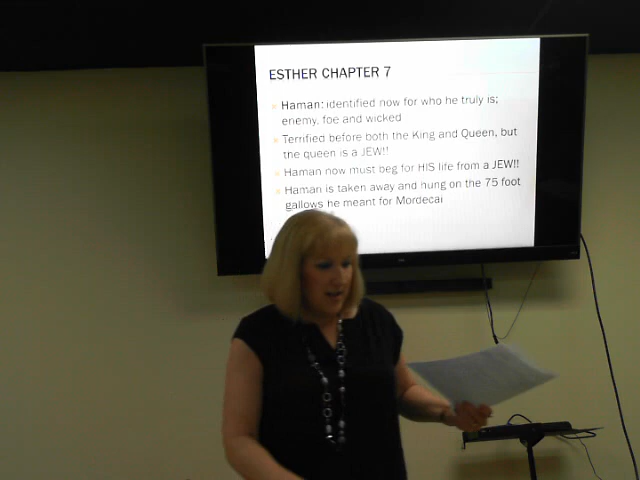 ESTHER CHAPTER 7
Haman: identified now for who he truly is;
enemy, foe and wicked
Terrified before both the King and Queen, but
the queen is a JEW!!
Haman now must beg for HIS life from a JEW!!
Haman is taken away and hung on the 75 foot
gallows he meant for Mordecai